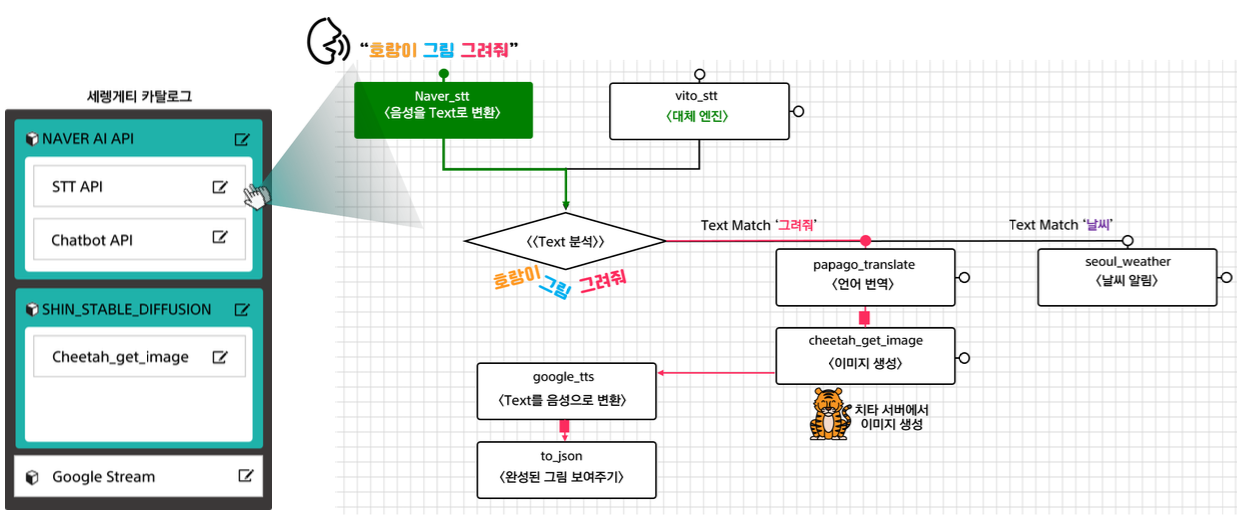 “호랑이 그림 그려줘”
세렝게티 카탈로그
NAVER AI API
STT API
Chatbot API
SHIN_STABLE_DIFFUSION
Cheetah_get_image
Google Stream
Naver_stt
〈음성을 Text로 변환〉
vito_stt
〈대체 엔진〉
〈〈Text 분석〉〉
호랑이 그림 그려줘
Text Match ‘그려줘’
Text Match ‘날씨’
papago_translate
〈언어 번역〉
seoul_weather
〈날씨 알림〉
cheetah_get_image
〈이미지 생성〉
치타 서버에서
이미지 생성
google_tts
〈Text를 음성으로 변환〉
to_json
〈완성된 그림 보여주기〉